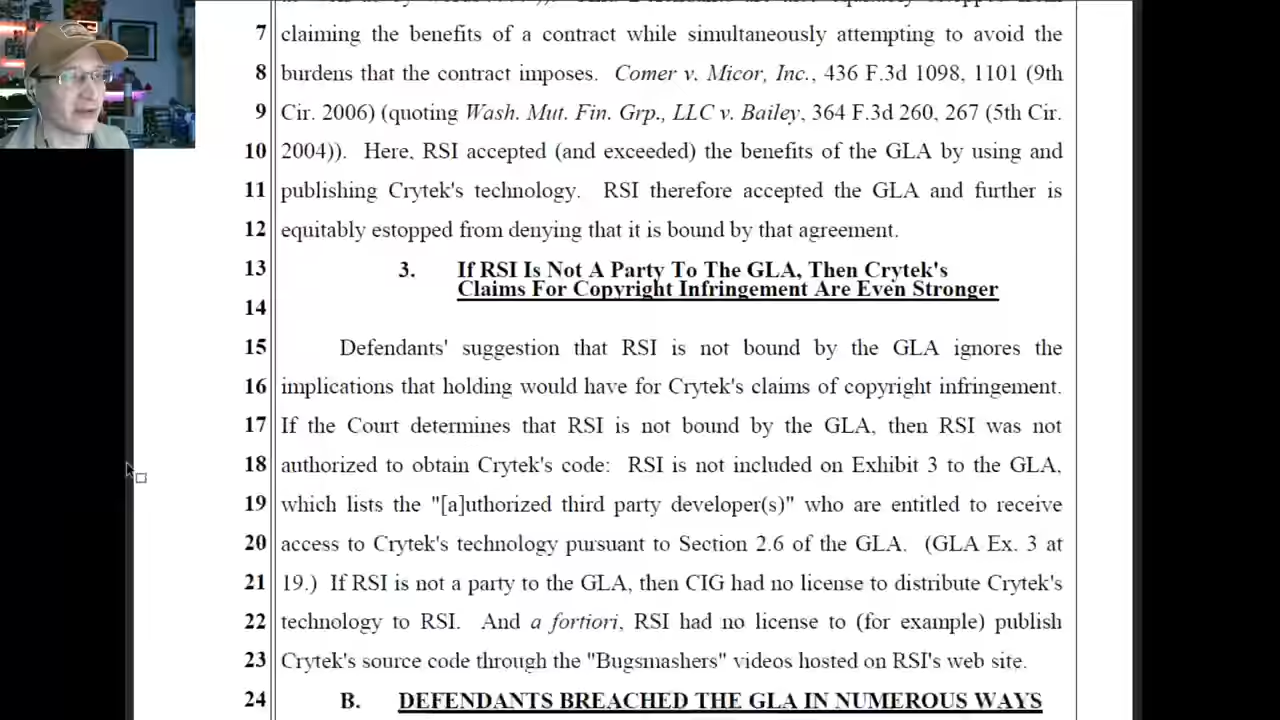 7 claiming the benefits of a contract while simultaneously attempting to avoid the
8 burdens that the contract imposes. Comer v. Micor, Inc., 436 F.3d 1098, 1101 (9th
9 Cir. 2006) (quoting Wash. Mut. Fin. Grp., LLC v. Bailey, 364 F.3d 260, 267 (5th Cir.
10 2004)). Here, RSI accepted (and exceeded) the benefits of the GLA by using and
11 publishing Crytek's technology. RSI therefore accepted the GLA and further is
12 equitably estopped from denying that it is bound by that agreement.
13 3. If RSI Is Not A Party To The GLA, Then Crytek's
Claims For Copyright Infringement Are Even Stronger
14
15 Defendants' suggestion that RSI is not bound by the GLA ignores the
16 implications that holding would have for Crytek's claims of copyright infringement.
17 If the Court determines that RSI is not bound by the GLA, then RSI was not
18 authorized to obtain Crytek's code: RSI is not included on Exhibit 3 to the GLA,
19 which lists the "[a]uthorized third party developer(s)" who are entitled to receive
20 access to Crytek's technology pursuant to Section 2.6 of the GLA. (GLA Ex. 3 at
21 19.) If RSI is not a party to the GLA, then CIG had no license to distribute Crytek's
22 technology to RSI. And a fortiori, RSI had no license to (for example) publish
23 Crytek's source code through the "Bugsmashers" videos hosted on RSI's web site.
24 B. DEFENDANTS BREACHED THE GLA IN NUMEROUS WAYS